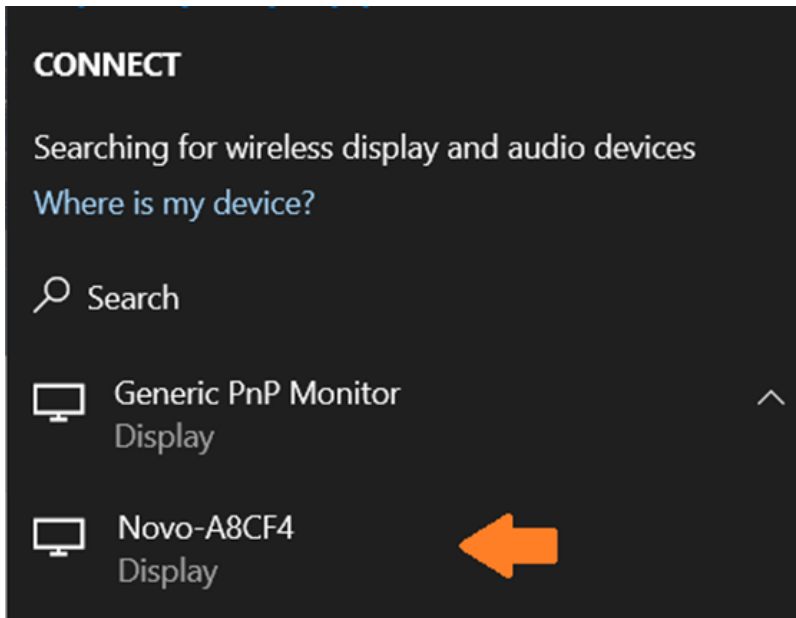 CONNECT
Searching for wireless display and audio devices
Where is my device?
Search
Generic PnP Monitor
Display
Novo-A8CF4
Display